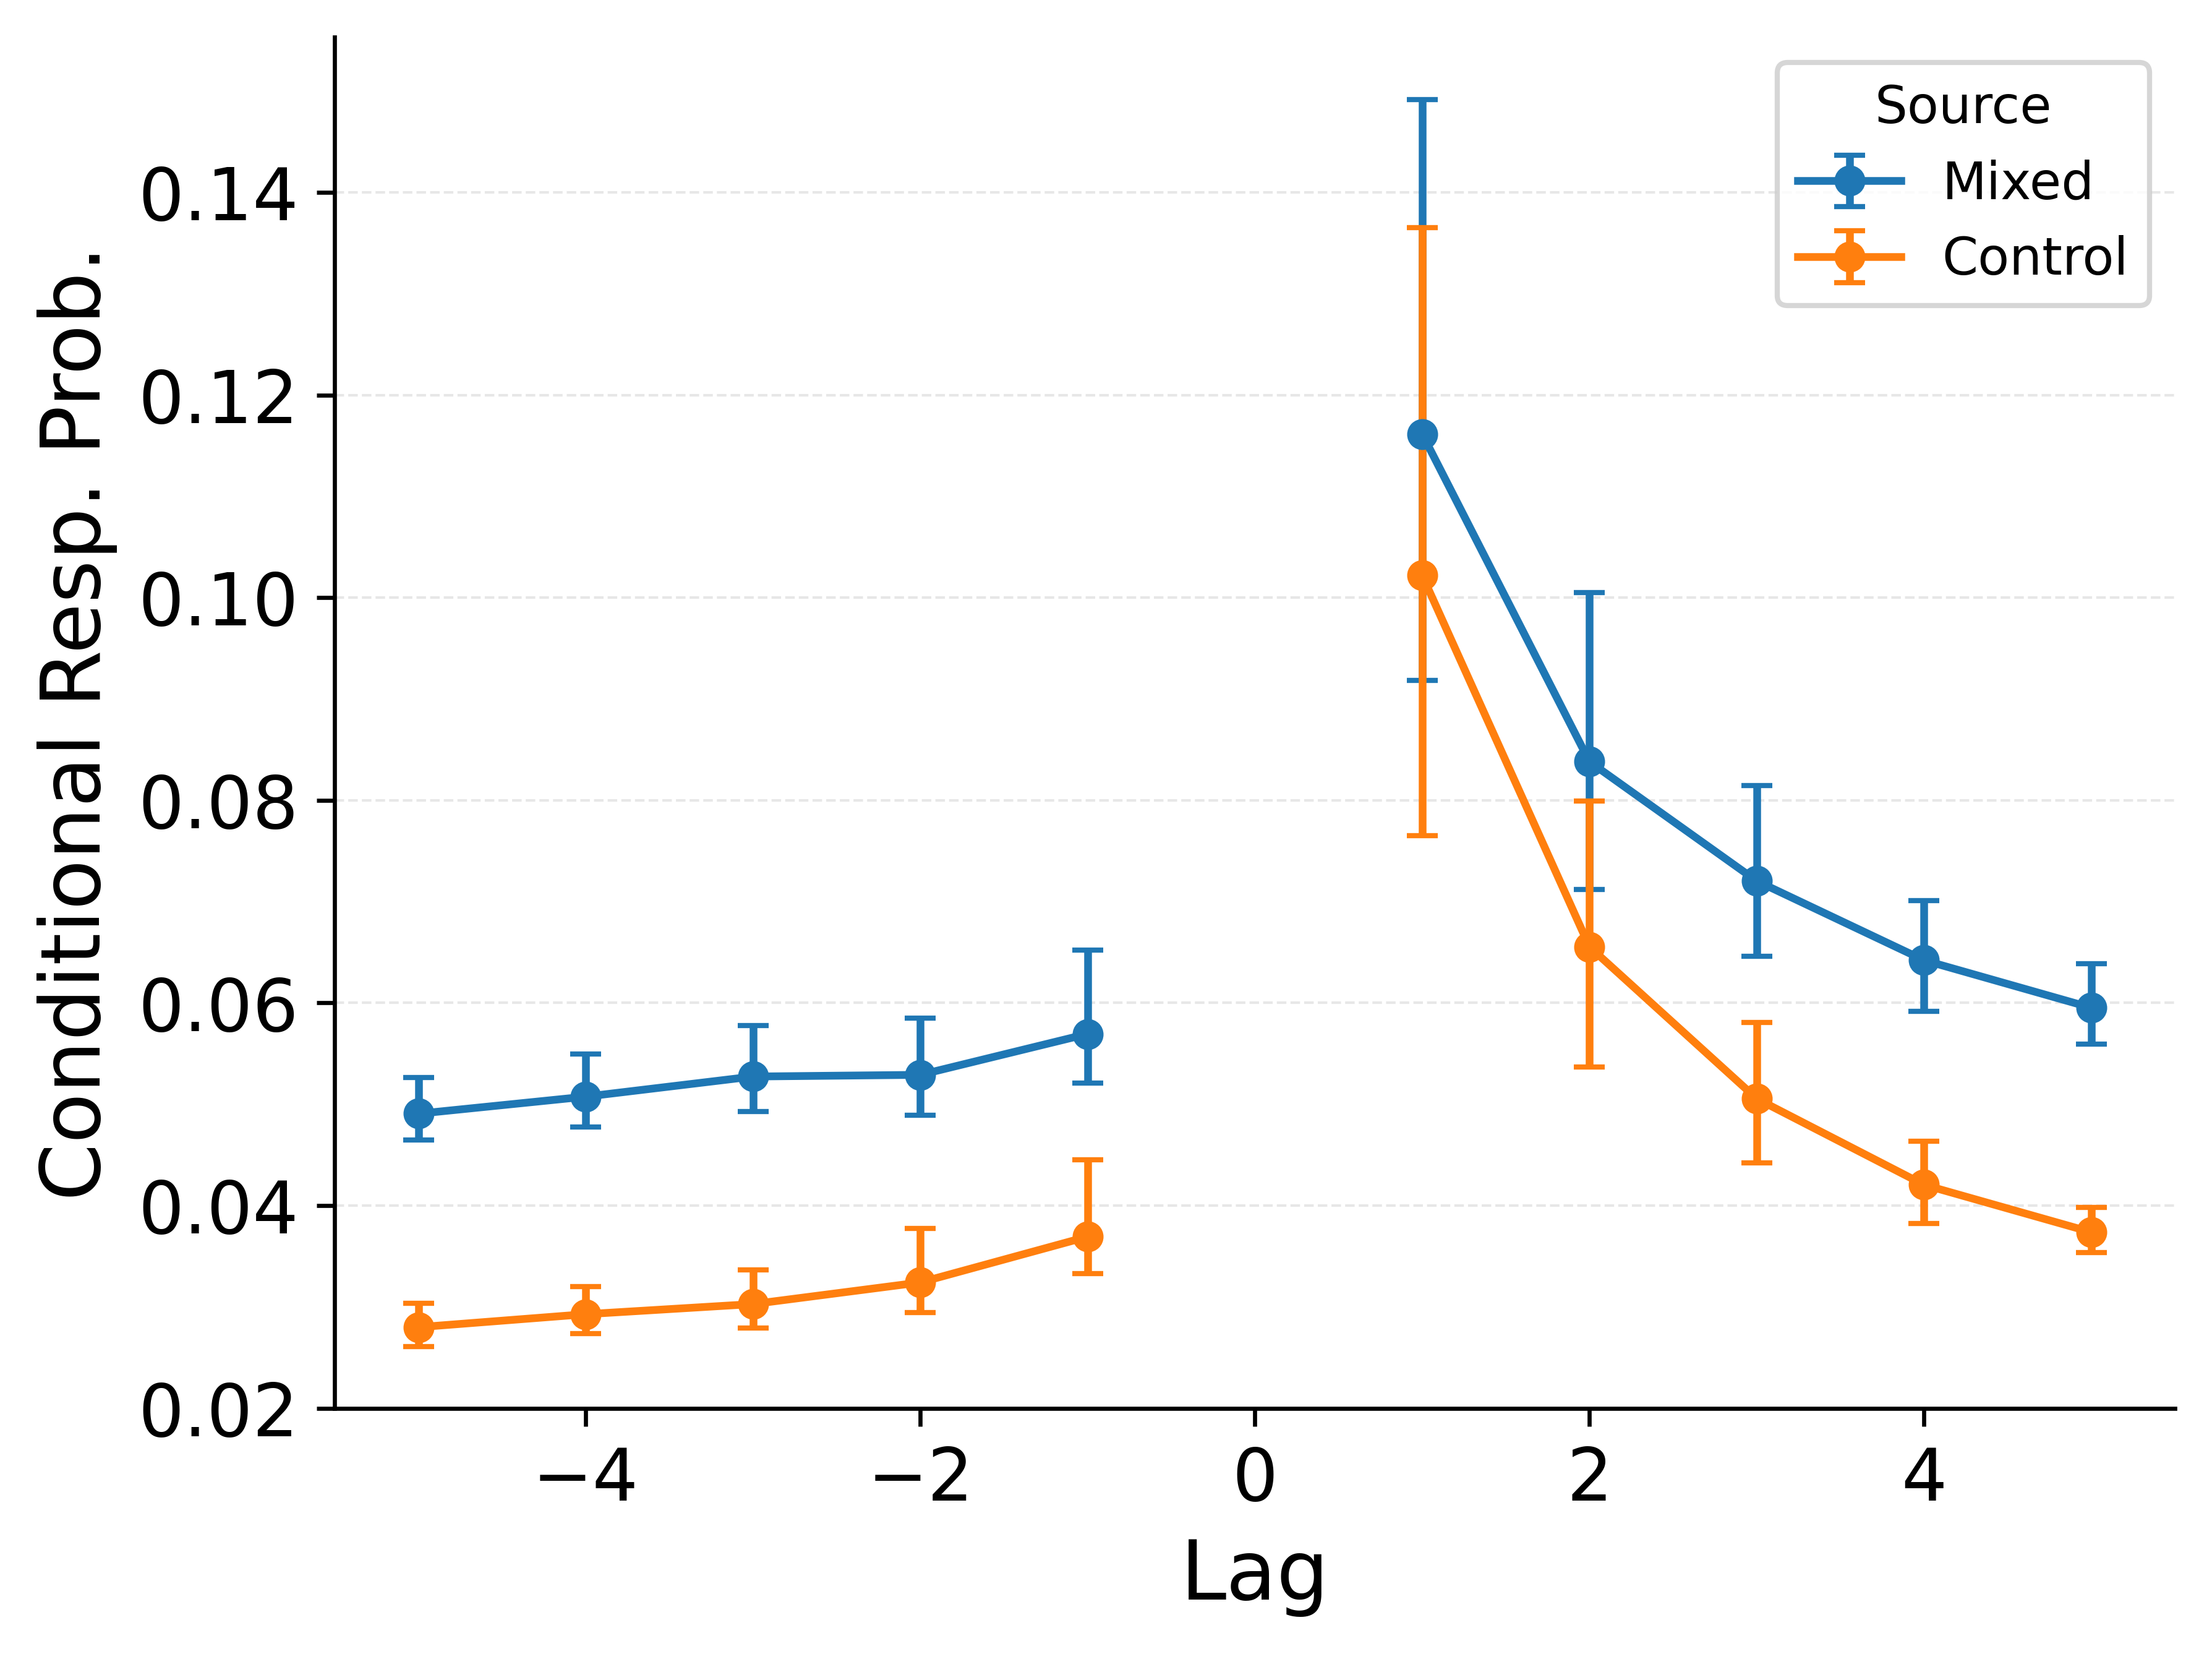 Conditional Resp. Prob.
0.14
0.12
0.10
0.08
0.06
0.04
0.02
−4
−2
0
2
4
Lag
Source
Mixed
Control